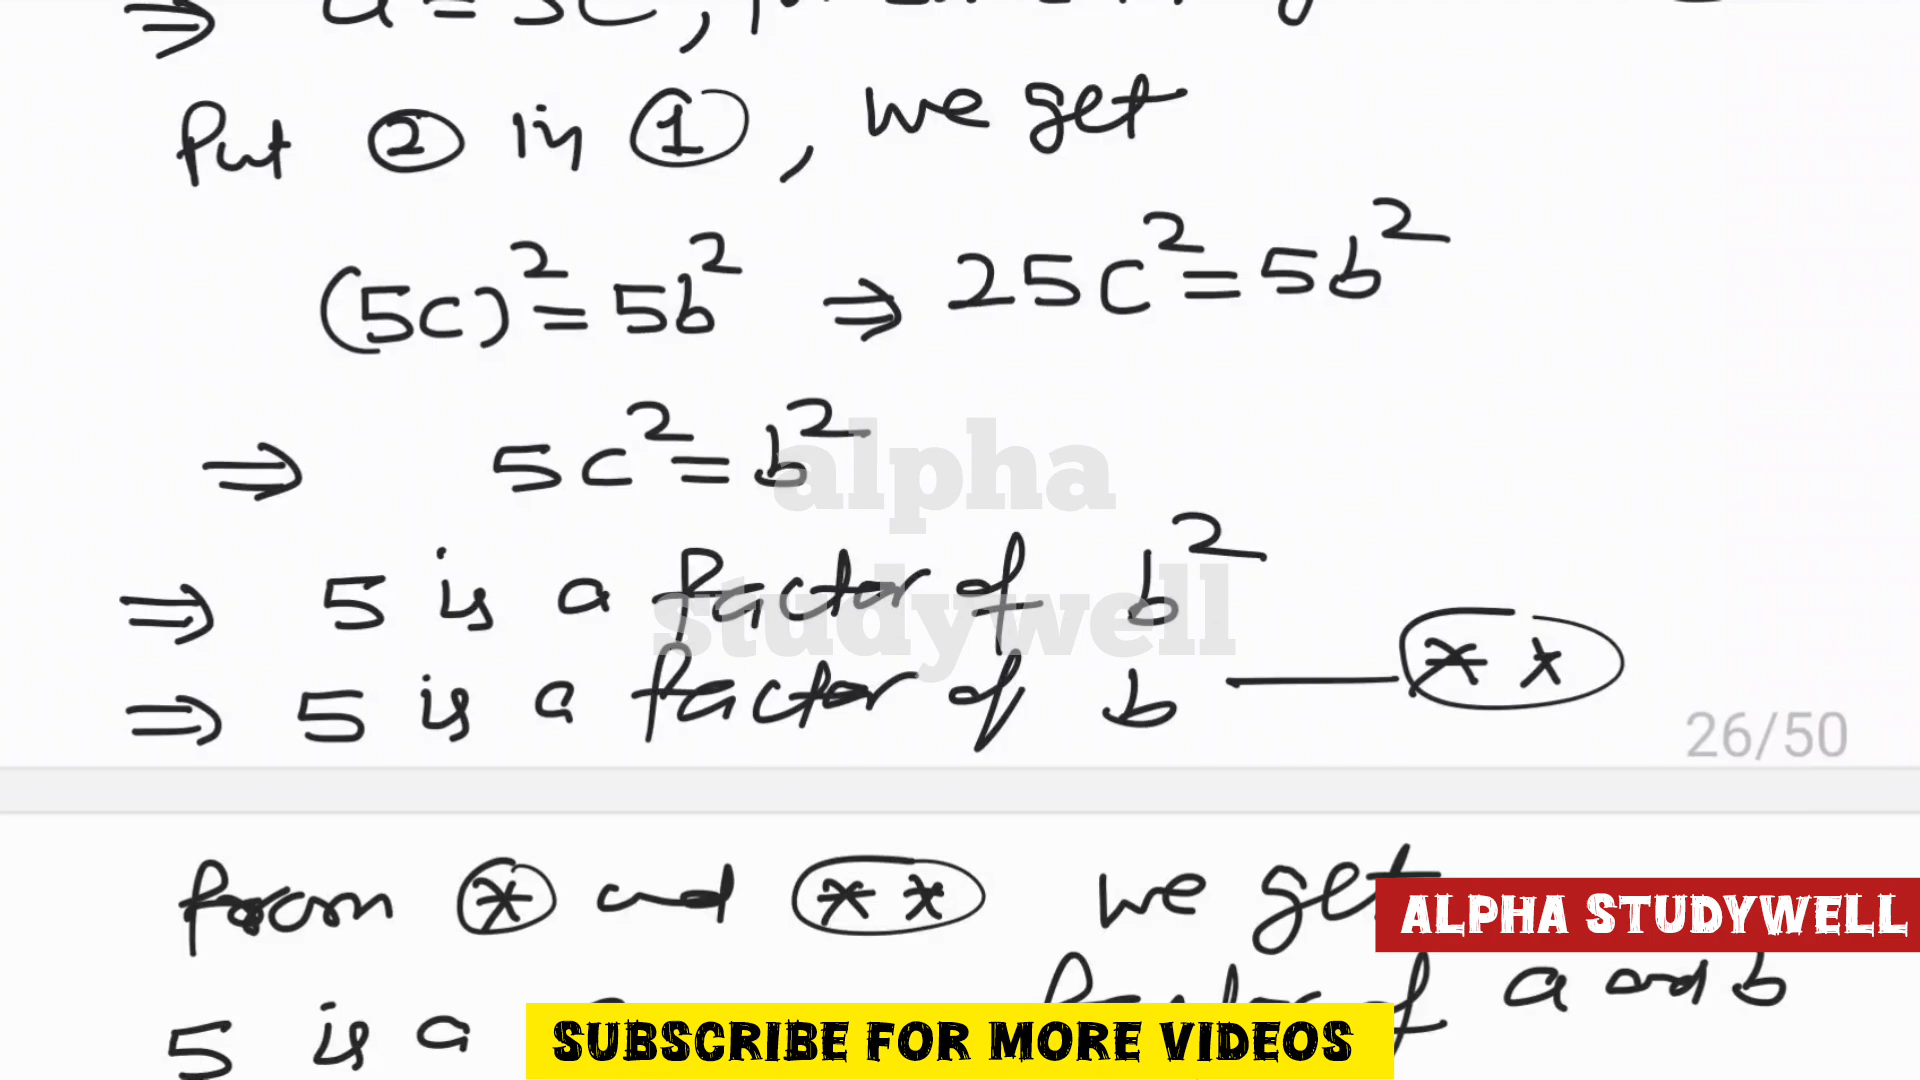 ⇒ a = 5c, for
Put ② in ①, we get
(5c)² = 5b² ⇒ 25c² = 5b²
⇒ 5c² = b²
alpha
⇒ 5 is a factor of b²
studywell
⇒ 5 is a factor of b — **
26/50
from * and ** we get
ALPHA STUDYWELL
5 is a factor of a and b
SUBSCRIBE FOR MORE VIDEOS